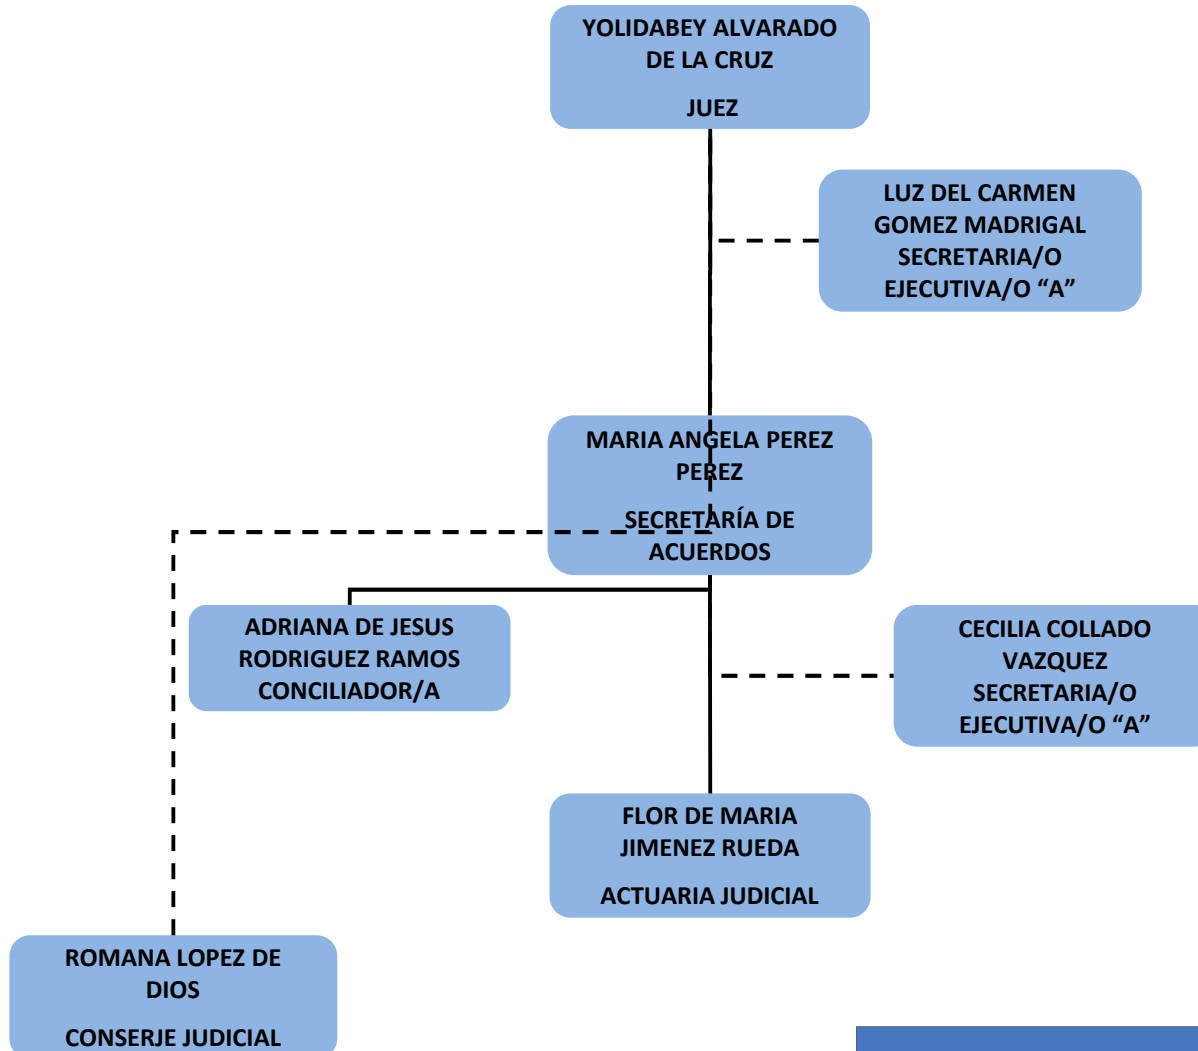 YOLIDABEY ALVARADO
DE LA CRUZ
JUEZ
LUZ DEL CARMEN
GOMEZ MADRIGAL
SECRETARIA/O
EJECUTIVA/O “A”
MARIA ANGELA PEREZ
PEREZ
SECRETARÍA DE
ACUERDOS
ADRIANA DE JESUS
RODRIGUEZ RAMOS
CONCILIADOR/A
CECILIA COLLADO
VAZQUEZ
SECRETARIA/O
EJECUTIVA/O “A”
FLOR DE MARIA
JIMENEZ RUEDA
ACTUARIA JUDICIAL
ROMANA LOPEZ DE
DIOS
CONSERJE JUDICIAL